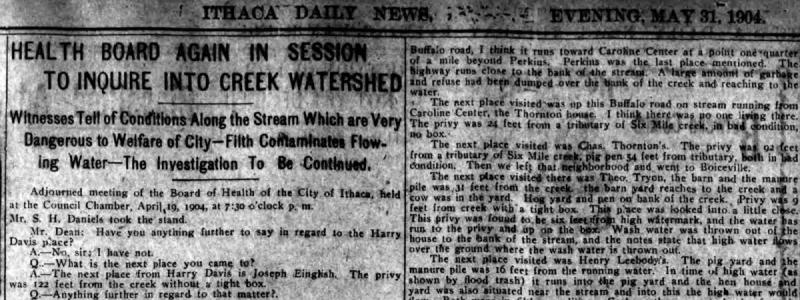 ITHACA DAILY NEWS, EVENING, MAY 31, 1904.
HEALTH BOARD AGAIN IN SESSION
TO INQUIRE INTO CREEK WATERSHED
Witnesses Tell of Conditions Along the Stream Which are Very
Dangerous to Welfare of City—Filth Contaminates Flow-
ing Water—The Investigation To Be Continued.
Adjourned meeting of the Board of Health of the City of Ithaca, held
at the Council Chamber, April 19, 1904, at 7:30 o'clock p. m.
Mr. S. H. Daniels took the stand.
Mr. Dean: Have you anything further to say in regard to the Harry
Davis place?
A.—No, sir; I have not.
Q.—What is the next place you came to?
A.—The next place from Harry Davis is Joseph Eingish. The privy
was 122 feet from the creek without a tight box.
Q.—Anything further in regard to that matter?
Buffalo road, I think it runs toward Caroline Center at a point one-quarter
of a mile beyond Perkins. Perkins was the last place mentioned. The
highway runs close to the bank of the stream. A large amount of garbage
and refuse had been dumped over the bank of the creek and reaching to the
water.
The next place visited was up this Buffalo road on stream running from
Caroline Center, the Thornton house. I think there was no one living there.
The privy was 24 feet from a tributary of Six Mile creek, in bad condition,
no box.
The next place visited was Chas. Thornton's. The privy was 92 feet
from a tributary of Six Mile creek, pig pen 54 feet from tributary, both in bad
condition. Then we left that neighborhood and went to Boiceville.
The next place visited there was Theo. Tryon, the barn and the manure
pile was 31 feet from the creek. the barn yard reaches to the creek and a
cow was in the yard. Hog yard and pen on bank of the creek. Privy was 9
feet from creek with a tight box. This place was looked into a little close.
This privy was found to be six feet from high watermark, and the water has
run to the privy and up on the box. Wash water was thrown out of the
house to the bank of the stream, and the notes state that high water flows
over the ground where the wash water is thrown out.
The next place visited was Henry Leebody's. The pig yard and the
manure pile was 16 feet from the running water. In time of high water (as
shown by flood trash) it runs into the pig yard and the hen house and
yard was also situated near the stream and into this the high water would